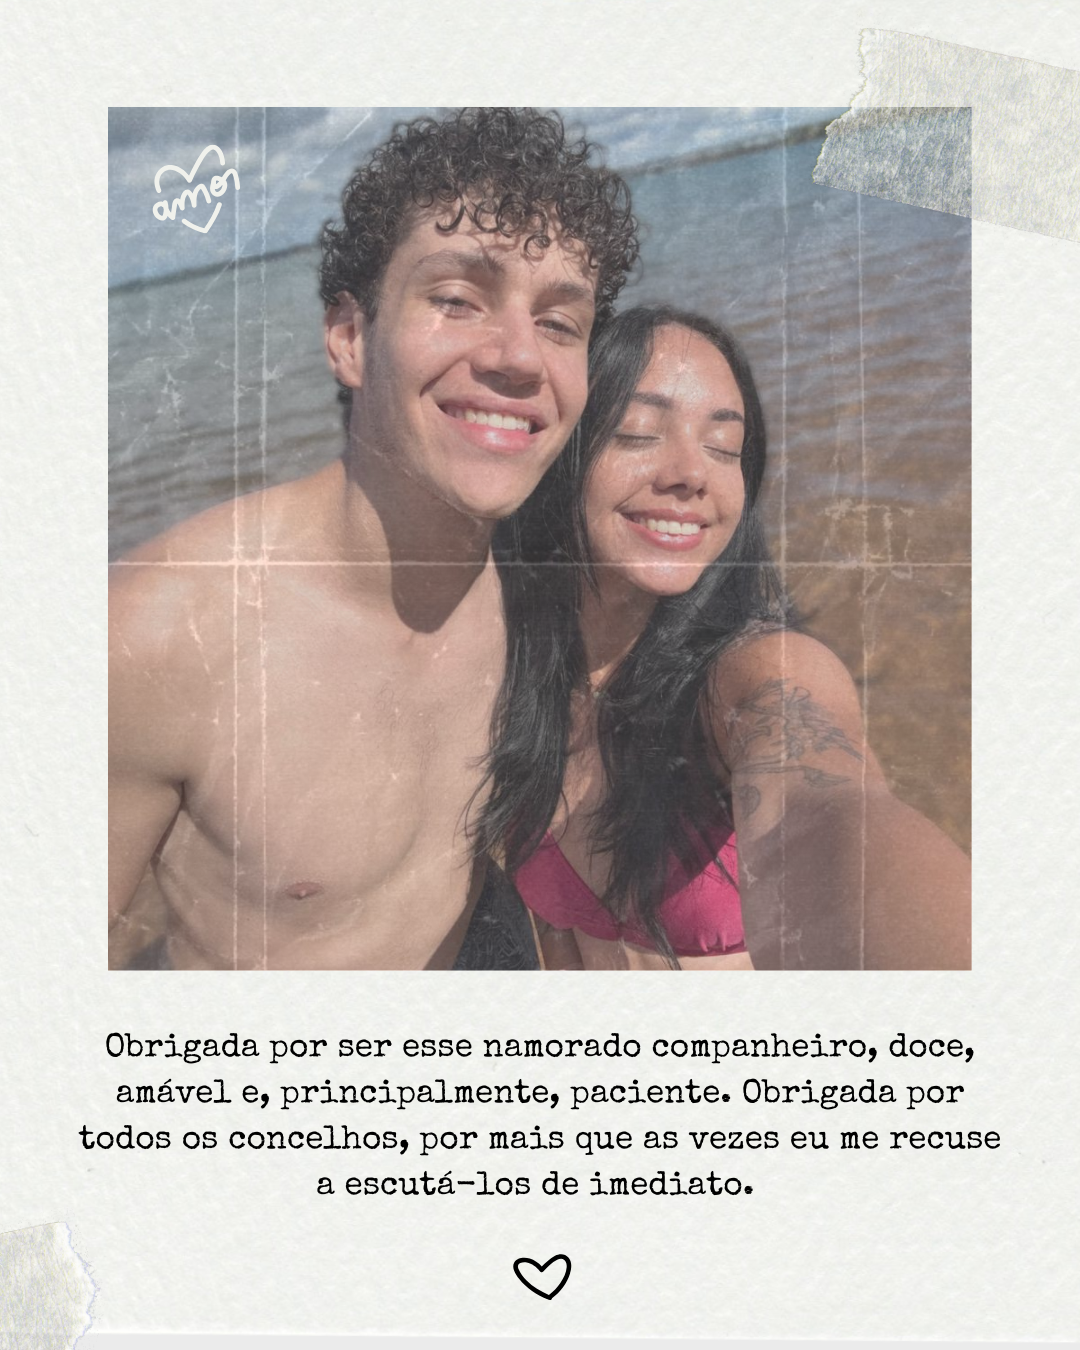 amor
Obrigada por ser esse namorado companheiro, doce,
amável e, principalmente, paciente. Obrigada por
todos os concelhos, por mais que as vezes eu me recuse
a escutá-los de imediato.